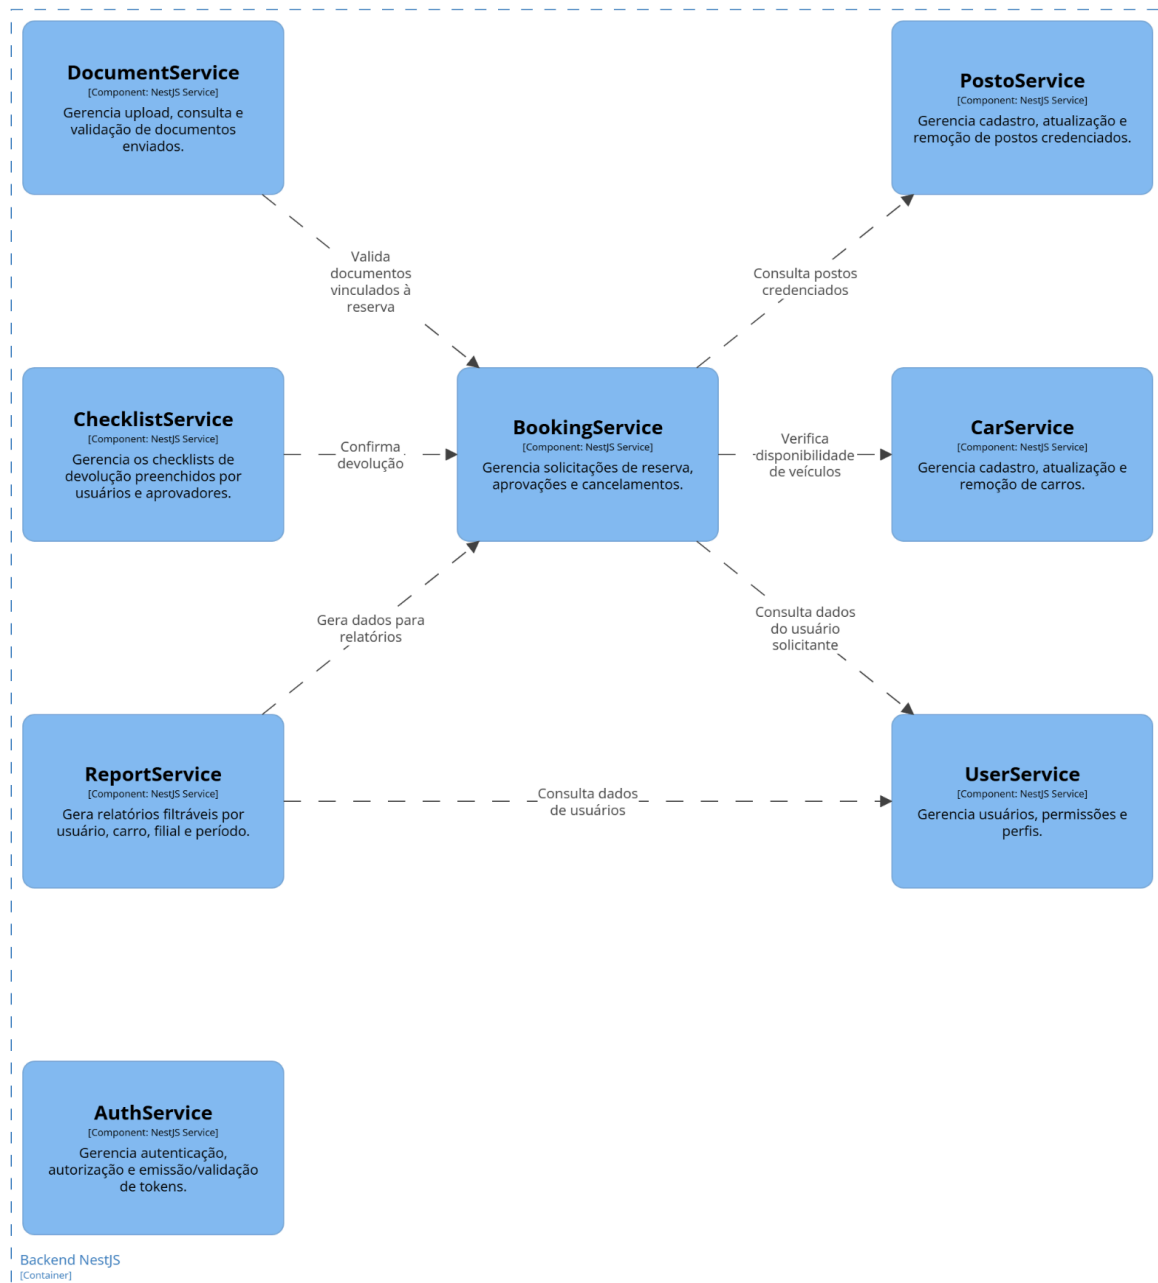 DocumentService
[Component: NestJS Service]
Gerencia upload, consulta e
validação de documentos
enviados.
PostoService
[Component: NestJS Service]
Gerencia cadastro, atualização e
remoção de postos credenciados.
Valida
documentos
vinculados à
reserva
Consulta postos
credenciados
ChecklistService
[Component: NestJS Service]
Gerencia os checklists de
devolução preenchidos por
usuários e aprovadores.
Confirma
devolução
BookingService
[Component: NestJS Service]
Gerencia solicitações de reserva,
aprovações e cancelamentos.
Verifica
disponibilidade
de veículos
CarService
[Component: NestJS Service]
Gerencia cadastro, atualização e
remoção de carros.
Gera dados para
relatórios
Consulta dados
do usuário
solicitante
ReportService
[Component: NestJS Service]
Gera relatórios filtráveis por
usuário, carro, filial e período.
Consulta dados
de usuários
UserService
[Component: NestJS Service]
Gerencia usuários, permissões e
perfis.
AuthService
[Component: NestJS Service]
Gerencia autenticação,
autorização e emissão/validação
de tokens.
Backend NestJS
[Container]